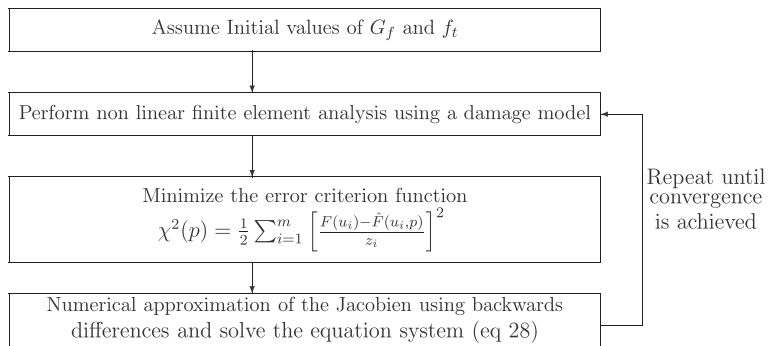 Assume Initial values of G_f and f_t
Perform non linear finite element analysis using a damage model
Minimize the error criterion function
χ²(p) = 1/2 ∑_{i=1}^{m} [ (F(u_i)−F̂(u_i,p)) / z_i ]²
Numerical approximation of the Jacobien using backwards
differences and solve the equation system (eq 28)
Repeat until
convergence
is achieved